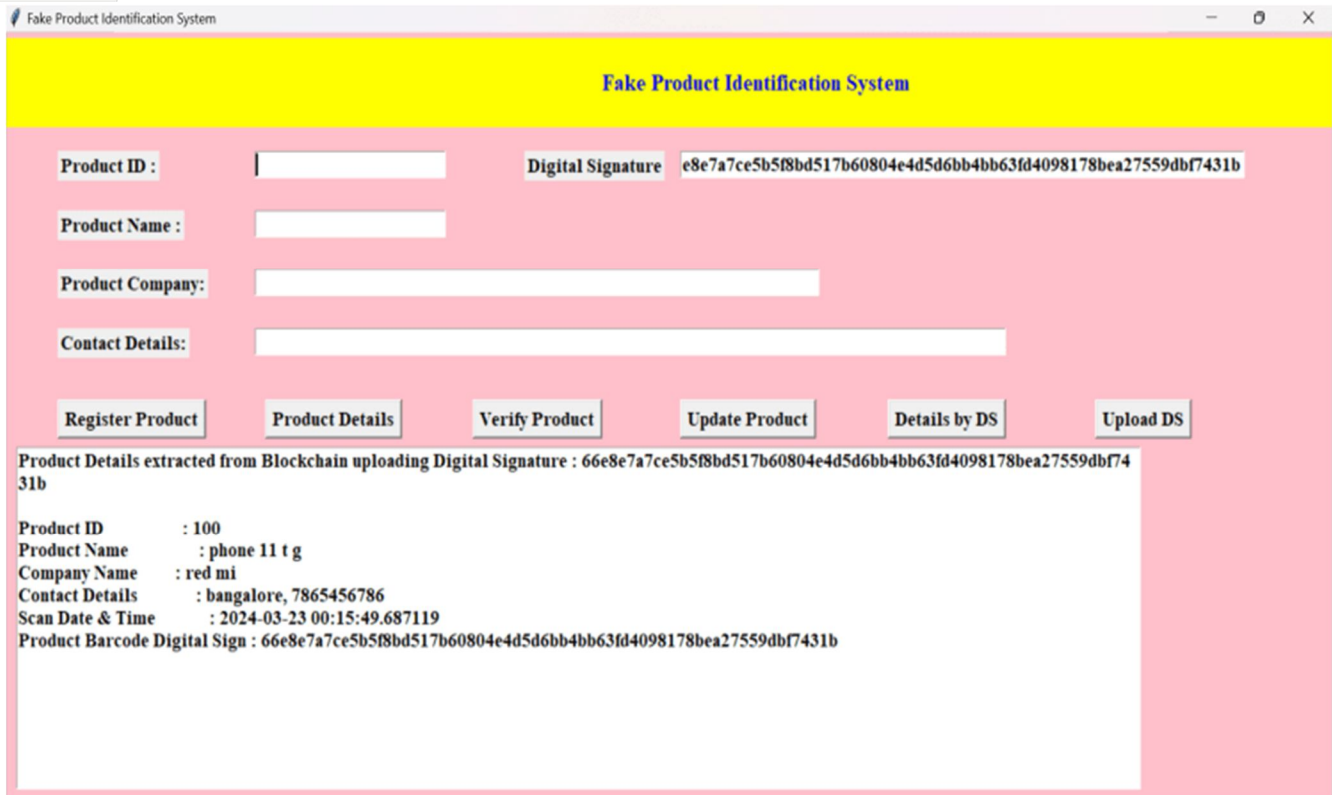 Fake Product Identification System
Fake Product Identification System
Product ID :
Digital Signature e8e7a7ce5b5f8bd517b60804e4d5d6bb4bb63fd4098178bea27559dbf7431b
Product Name :
Product Company:
Contact Details:
Register Product Product Details Verify Product Update Product Details by DS Upload DS
Product Details extracted from Blockchain uploading Digital Signature : 66e8e7a7ce5b5f8bd517b60804e4d5d6bb4bb63fd4098178bea27559dbf74
31b
Product ID : 100
Product Name : phone 11 t g
Company Name : red mi
Contact Details : bangalore, 7865456786
Scan Date & Time : 2024-03-23 00:15:49.687119
Product Barcode Digital Sign : 66e8e7a7ce5b5f8bd517b60804e4d5d6bb4bb63fd4098178bea27559dbf7431b